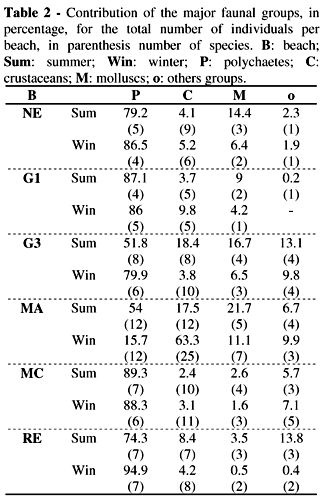 Table 2 - Contribution of the major faunal groups, in
percentage, for the total number of individuals per
beach, in parenthesis number of species. B: beach;
Sum: summer; Win: winter; P: polychaetes; C:
crustaceans; M: molluscs; o: others groups.
B P C M o
NE Sum 79.2 4.1 14.4 2.3
(5) (9) (3) (1)
Win 86.5 5.2 6.4 1.9
(4) (6) (2) (1)
G1 Sum 87.1 3.7 9 0.2
(4) (5) (2) (1)
Win 86 9.8 4.2 -
(5) (5) (1)
G3 Sum 51.8 18.4 16.7 13.1
(8) (8) (4) (4)
Win 79.9 3.8 6.5 9.8
(6) (10) (3) (4)
MA Sum 54 17.5 21.7 6.7
(12) (12) (5) (4)
Win 15.7 63.3 11.1 9.9
(12) (25) (7) (3)
MC Sum 89.3 2.4 2.6 5.7
(7) (10) (4) (3)
Win 88.3 3.1 1.6 7.1
(6) (11) (3) (5)
RE Sum 74.3 8.4 3.5 13.8
(7) (7) (3) (3)
Win 94.9 4.2 0.5 0.4
(7) (8) (2) (2)